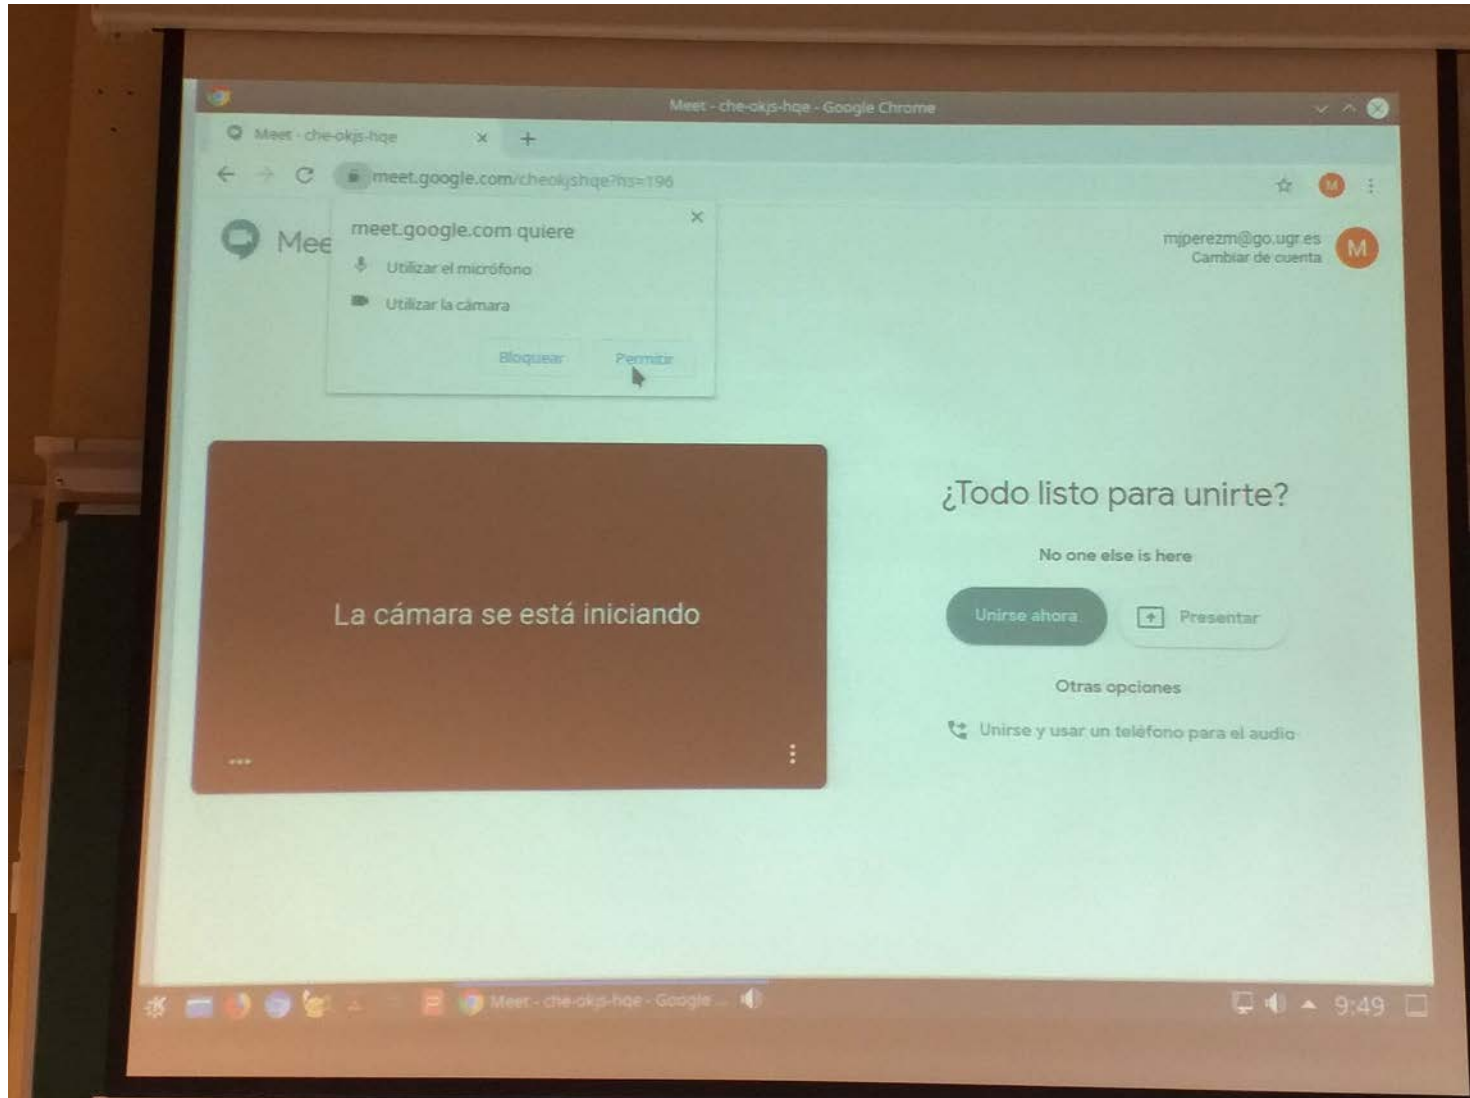 Meet - che-okjs-hqe - Google Chrome
Meet - che-okjs-hqe
meet.google.com/cheokjshqe?hs=196
Mee
meet.google.com quiere
Utilizar el micrófono
Utilizar la cámara
Bloquear Permitir
mjperezm@go.ugr.es
Cambiar de cuenta
M
M
La cámara se está iniciando
¿Todo listo para unirte?
No one else is here
Unirse ahora
Presentar
Otras opciones
Unirse y usar un teléfono para el audio
Meet - che-okjs-hqe - Google ...
9:49